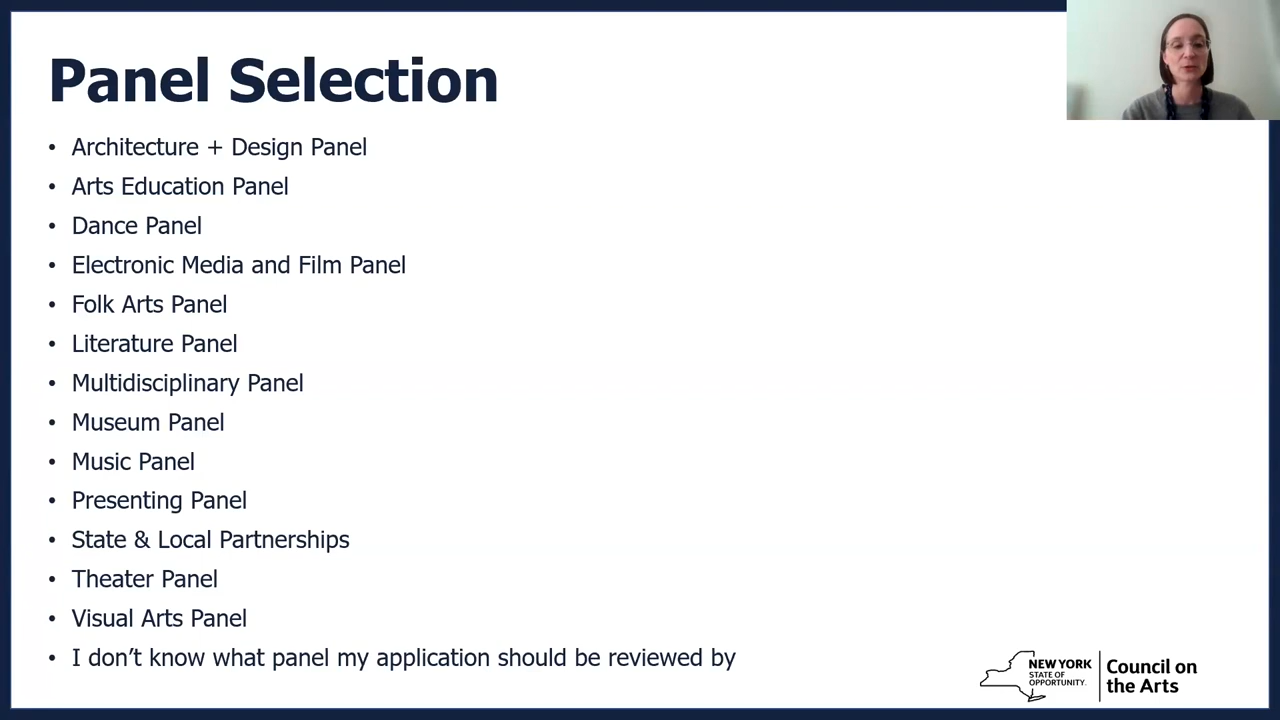 Panel Selection
• Architecture + Design Panel
• Arts Education Panel
• Dance Panel
• Electronic Media and Film Panel
• Folk Arts Panel
• Literature Panel
• Multidisciplinary Panel
• Museum Panel
• Music Panel
• Presenting Panel
• State & Local Partnerships
• Theater Panel
• Visual Arts Panel
• I don’t know what panel my application should be reviewed by
NEW YORK
STATE OF
OPPORTUNITY.
Council on
the Arts